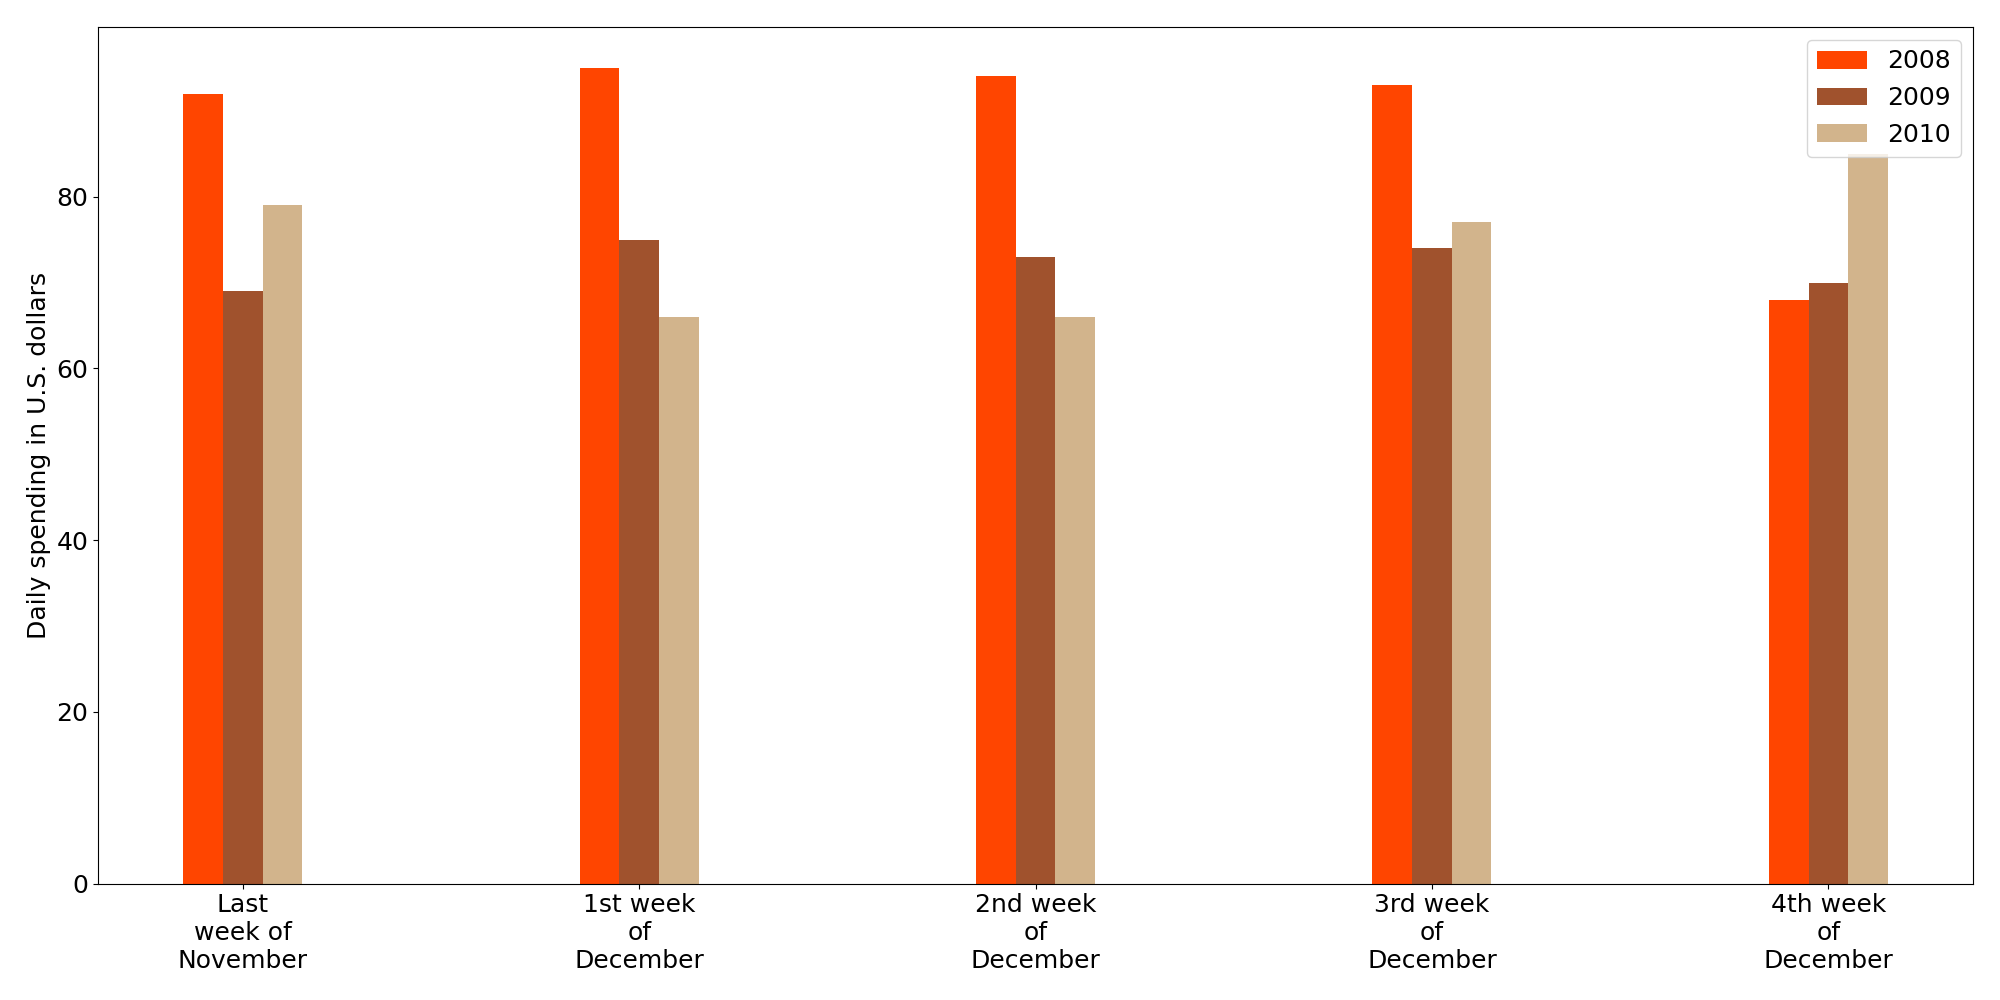 Daily spending in U.S. dollars
80
60
40
20
0
2008
2009
2010
Last
week of
November
1st week
of
December
2nd week
of
December
3rd week
of
December
4th week
of
December